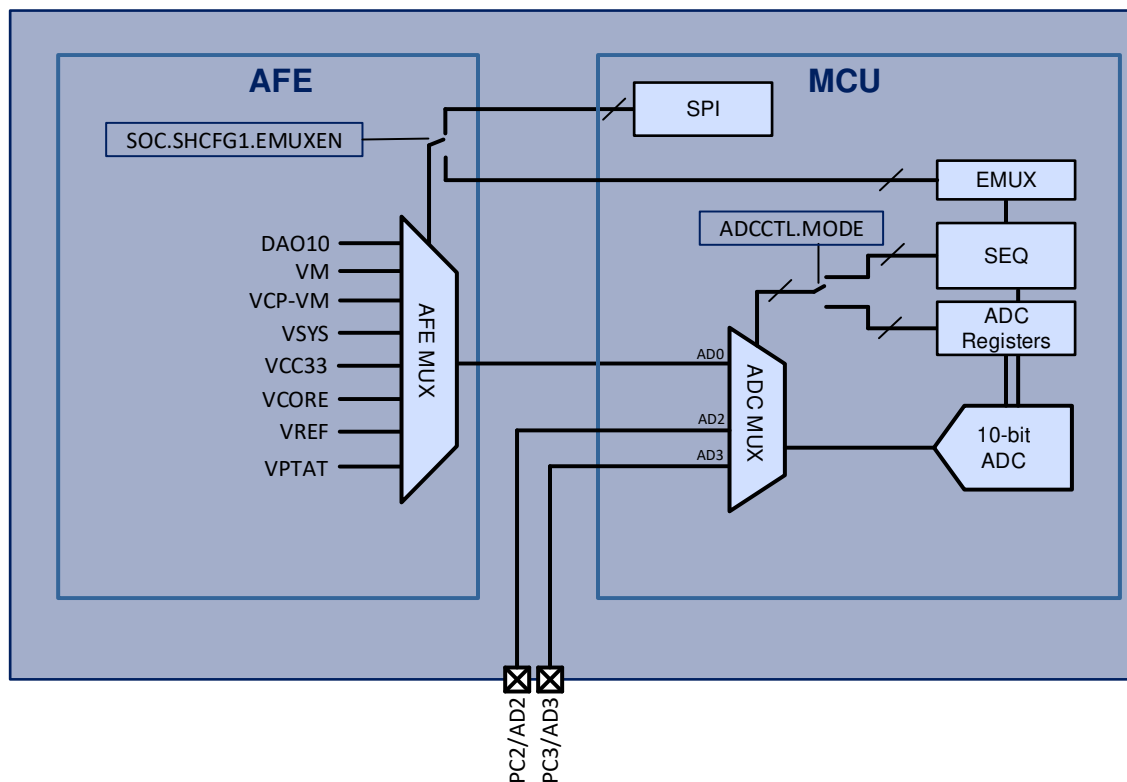 AFE
MCU
SPI
SOC.SHCFG1.EMUXEN
EMUX
ADCCTL.MODE
SEQ
DAO10
VM
VCP-VM
VSYS
VCC33
VCORE
VREF
VPTAT
AFE MUX
ADC
Registers
AD0
AD2
AD3
ADC MUX
10-bit
ADC
PC2/AD2
PC3/AD3